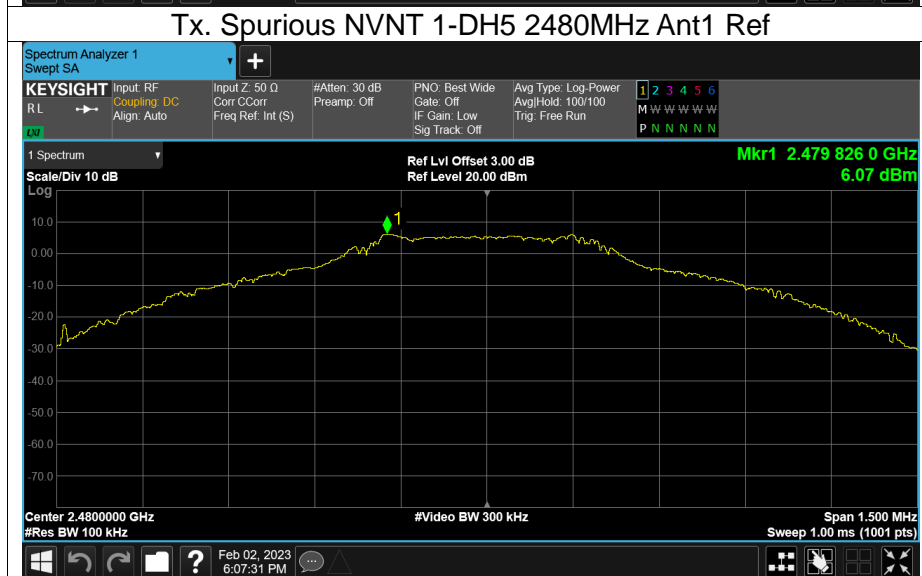 Tx. Spurious NVNT 1-DH5 2480MHz Ant1 Ref
Spectrum Analyzer 1
Swept SA
+
KEYSIGHT Input: RF Input Z: 50 Ω #Atten: 30 dB PNO: Best Wide Avg Type: Log-Power 1 2 3 4 5 6
RL Coupling: DC Corr CCorr Preamp: Off Gate: Off Avg|Hold: 100/100 M W W W W W
Align: Auto Freq Ref: Int (S) IF Gain: Low Trig: Free Run
LXI Sig Track: Off P N N N N N
1 Spectrum Ref Lvl Offset 3.00 dB Mkr1 2.479 826 0 GHz
Scale/Div 10 dB Ref Level 20.00 dBm 6.07 dBm
Log
1
10.0
0.00
-10.0
-20.0
-30.0
-40.0
-50.0
-60.0
-70.0
Center 2.4800000 GHz #Video BW 300 kHz Span 1.500 MHz
#Res BW 100 kHz Sweep 1.00 ms (1001 pts)
? Feb 02, 2023
6:07:31 PM